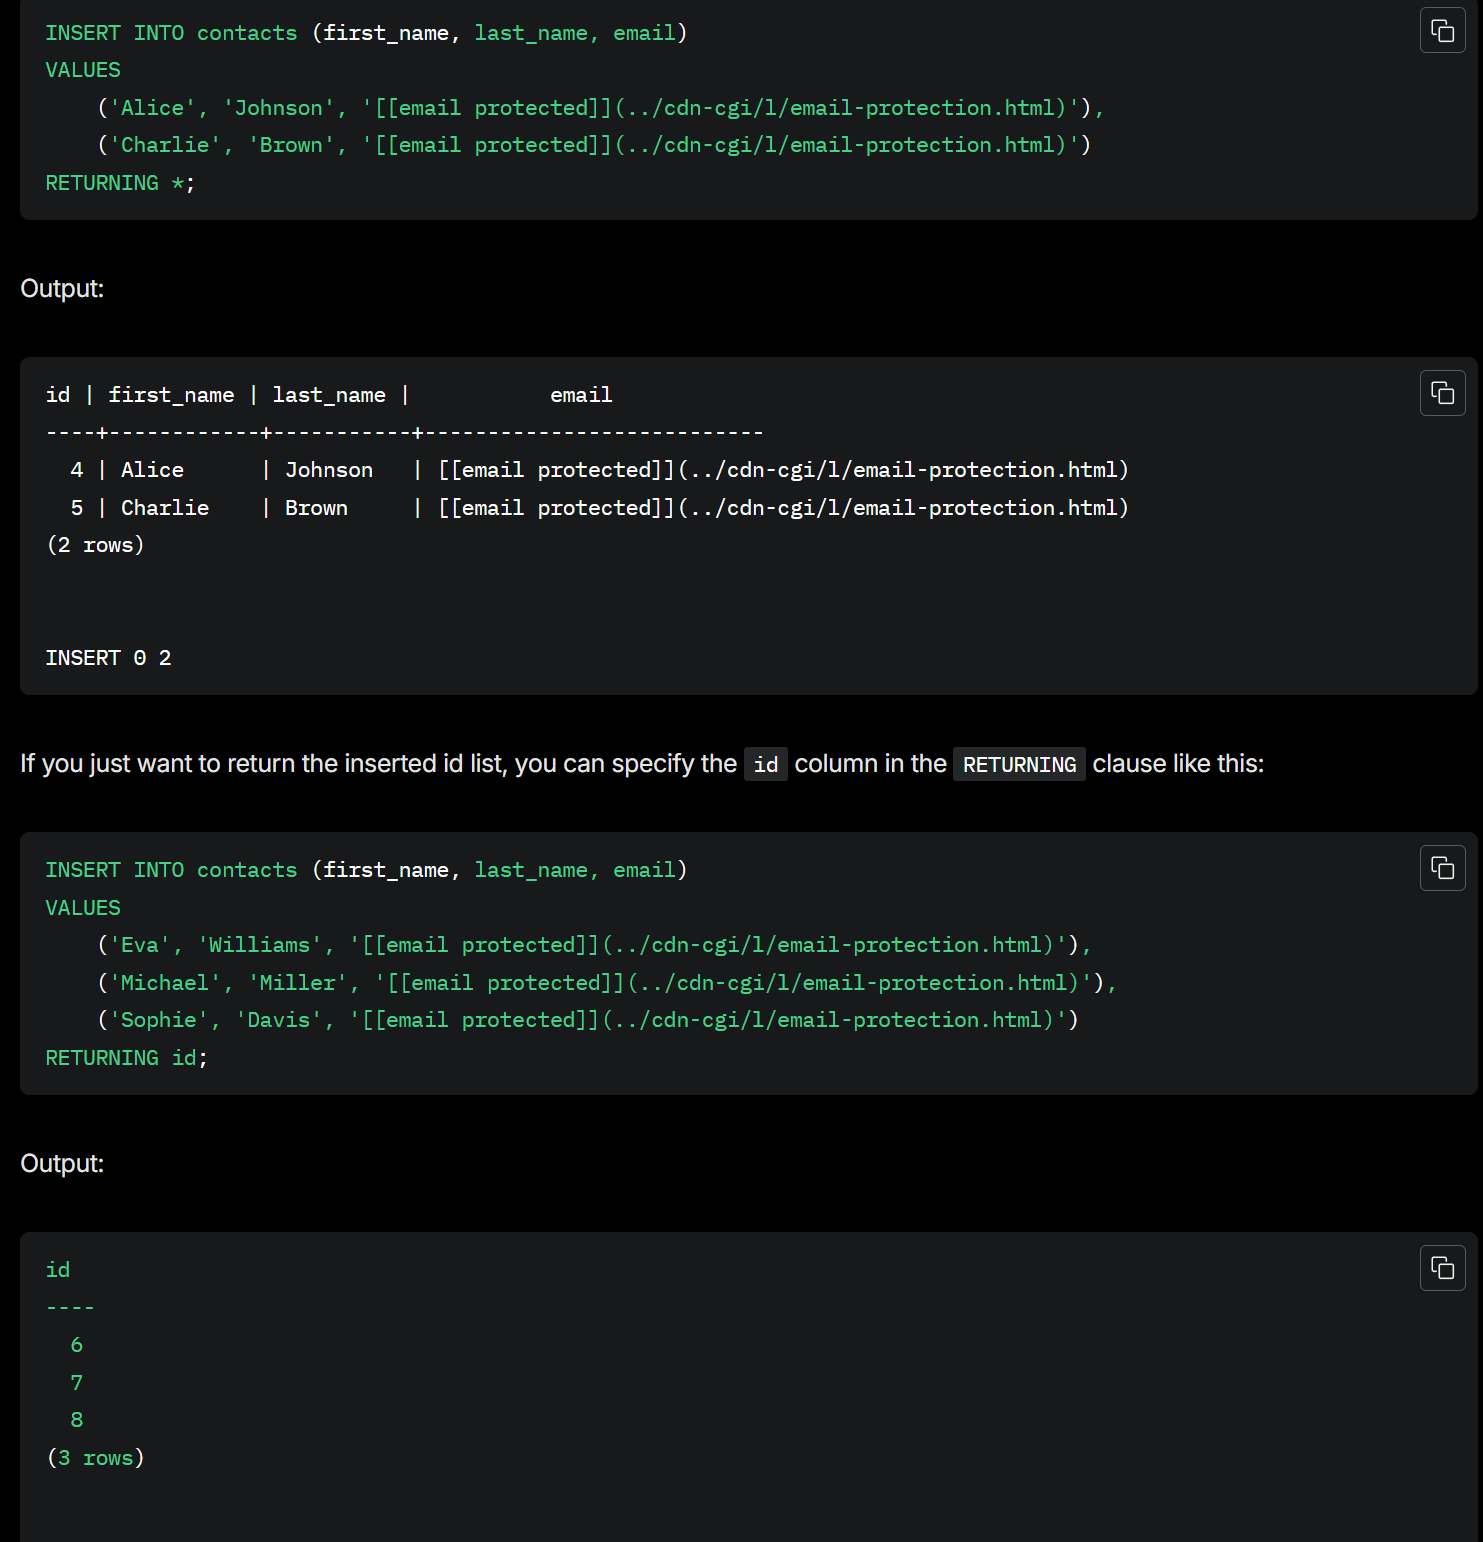 INSERT INTO contacts (first_name, last_name, email)
VALUES
    ('Alice', 'Johnson', '[[email protected]](../cdn-cgi/l/email-protection.html)'),
    ('Charlie', 'Brown', '[[email protected]](../cdn-cgi/l/email-protection.html)')
RETURNING *;
Output:
id | first_name | last_name |           email
----+------------+-----------+---------------------------
  4 | Alice      | Johnson   | [[email protected]](../cdn-cgi/l/email-protection.html)
  5 | Charlie    | Brown     | [[email protected]](../cdn-cgi/l/email-protection.html)
(2 rows)
INSERT 0 2
If you just want to return the inserted id list, you can specify the id column in the RETURNING clause like this:
INSERT INTO contacts (first_name, last_name, email)
VALUES
    ('Eva', 'Williams', '[[email protected]](../cdn-cgi/l/email-protection.html)'),
    ('Michael', 'Miller', '[[email protected]](../cdn-cgi/l/email-protection.html)'),
    ('Sophie', 'Davis', '[[email protected]](../cdn-cgi/l/email-protection.html)')
RETURNING id;
Output:
id
----
  6
  7
  8
(3 rows)